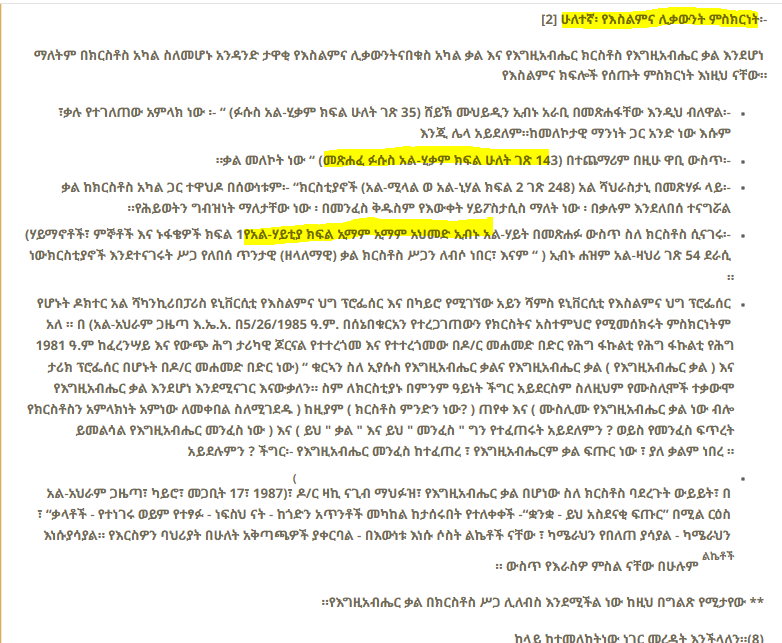 [2] ሁለተኛ፡ የእስልምና ሊቃውንት ምስክርነት፡-
ማለትም በክርስቶስ አካል ስለመሆኑ አንዳንድ ታዋቂ የእስልምና ሊቃውንትናበቁስ አካል ቃል እና የእግዚአብሔር ክርስቶስ የእግዚአብሔር ቃል እንደሆነ
የእስልምና ክፍሎች የሰጡት ምስክርነት እነዚህ ናቸው።
፣ቃሉ የተገለጠው አምላክ ነው ፡- “ (ፉሱስ አል-ሂቃም ክፍል ሁለት ገጽ 35) ሸይኽ ሙህዪዲን ኢብኑ አራቢ በመጽሐፋቸው እንዲህ ብለዋል፡- •
እንጂ ሌላ አይደለም።ከመለኮታዊ ማንነት ጋር አንድ ነው እሱም
።ቃል መለኮት ነው “ (መጽሐፈ ፉሱስ አል-ሂቃም ክፍል ሁለት ገጽ 143) በተጨማሪም በዚሁ ዋቢ ውስጥ፡- •
ቃል ከክርስቶስ አካል ጋር ተዋህዶ በሰውነቱም፡- “ክርስቲያኖች (አል-ሚላል ወ አል-ኒሃል ክፍል 2 ገጽ 248) አል ሻህራስታኒ በመጽሃፉ ላይ፡- •
።የሕይወትን ግብዝነት ማለታቸው ነው ፡ በመንፈስ ቅዱስም የእውቀት ሃይፖስታሲስ ማለት ነው ፡ በቃሉም እንደለበሰ ተናግሯል
(ሃይማኖቶች፣ ምኞቶች እና ኑፋቄዎች ክፍል 1የአል-ሃይቲያ ክፍል ኢማም ኢማም አህመድ ኢብኑ አል-ሃይት በመጽሐፉ ውስጥ ስለ ክርስቶስ ሲናገሩ፡- •
ነውክርስቲያኖች እንደተናገሩት ሥጋ የለበሰ ጥንታዊ (ዘላለማዊ) ቃል ክርስቶስ ሥጋን ለብሶ ነበር፣ እናም “ ) ኢብኑ ሐዝም አል-ዛህሪ ገጽ 54 ደራሲ
።
የሆኑት ዶክተር አል ሻካንኪሪበፓሪስ ዩኒቨርሲቲ የእስልምና ህግ ፕሮፌሰር እና በካይሮ የሚገኘው አይን ሻምስ ዩኒቨርሲቲ የእስልምና ህግ ፕሮፌሰር •
አለ ። በ (አል-አህራም ጋዜጣ እ.ኤ.አ. በ5/26/1985 ዓ.ም. በሰኔበቁርአን የተረጋገጠውን የክርስትና አስተምህሮ የሚመሰክሩት ምስክርነትም
1981 ዓ.ም ከፈረንሣይ እና የውጭ ሕግ ታሪካዊ ጆርናል የተተረጎመ እና የተተረጎመው በዶ/ር መሐመድ በድር የሕግ ፋኩልቲ የሕግ ፋኩልቲ የሕግ
ታሪክ ፕሮፌሰር በሆኑት በዶ/ር መሐመድ በድር ነው) “ ቁርኣን ስለ ኢየሱስ የእግዚአብሔር ቃልና የእግዚአብሔር ቃል ( የእግዚአብሔር ቃል ) እና
የእግዚአብሔር ቃል እንደሆነ እንደሚናገር እናውቃለን። ስም ለክርስቲያኑ በምንም ዓይነት ችግር አይደርስም ስለዚህም የሙስሊሞች ተቃውሞ
የክርስቶስን አምላክነት አምነው ለመቀበል ስለሚገደዱ ) ከዚያም ( ክርስቶስ ምንድን ነው? ) ጠየቀ እና ( ሙስሊሙ የእግዚአብሔር ቃል ነው ብሎ
ይመልሳል የእግዚአብሔር መንፈስ ነው ) እና ( ይህ " ቃል " እና ይህ " መንፈስ " ግን የተፈጠሩት አይደለምን ? ወይስ የመንፈስ ፍጥረት
አይደሉምን ? ችግር፡- የእግዚአብሔር መንፈስ ከተፈጠረ ፣ የእግዚአብሔርም ቃል ፍጡር ነው ፣ ያለ ቃልም ነበረ ።
( •
አል-አህራም ጋዜጣ፣ ካይሮ፣ መጋቢት 17፣ 1987)፣ ዶ/ር ዛኪ ናጊብ ማህፉዝ፣ የእግዚአብሔር ቃል በሆነው ስለ ክርስቶስ ባደረጉት ውይይት፣ በ
፣ “ቃላቶች - የተነገሩ ወይም የተፃፉ - ነፍስህ ናት - ከጎድን አጥንቶች መካከል ከታሰሩበት የተለቀቀች -“ቋንቋ - ይህ አስደናቂ ፍጡር” በሚል ርዕስ
እነሱያሳያል። የእርስዎን ባህሪያት በሁለት አቅጣጫዎች ያቀርባል - በእውነቱ እነሱ ሶስት ልኬቶች ናቸው ፣ ካሜራህን የበለጠ ያሳያል - ካሜራህን
ልኬቶች
። ውስጥ የእራስዎ ምስል ናቸው በሁሉም
።የእግዚአብሔር ቃል በክርስቶስ ሥጋ ሊለብስ እንደሚችል ነው ከዚህ በግልጽ የሚታየው **
ከላይ ከተመለከትነው ነገር መረዳት እንችላለን።(8)